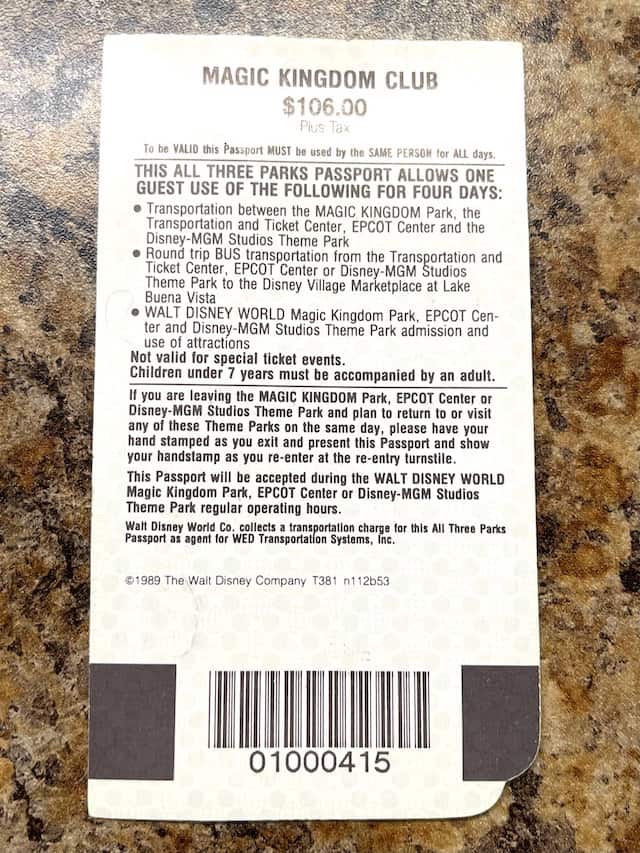 MAGIC KINGDOM CLUB
$106.00
Plus Tax
To be VALID this Passport MUST be used by the SAME PERSON for ALL days.
THIS ALL THREE PARKS PASSPORT ALLOWS ONE
GUEST USE OF THE FOLLOWING FOR FOUR DAYS:
● Transportation between the MAGIC KINGDOM Park, the
Transportation and Ticket Center, EPCOT Center and the
Disney-MGM Studios Theme Park
● Round trip BUS transportation from the Transportation and
Ticket Center, EPCOT Center or Disney-MGM Studios
Theme Park to the Disney Village Marketplace at Lake
Buena Vista
● WALT DISNEY WORLD Magic Kingdom Park, EPCOT Cen-
ter and Disney-MGM Studios Theme Park admission and
use of attractions
Not valid for special ticket events.
Children under 7 years must be accompanied by an adult.
If you are leaving the MAGIC KINGDOM Park, EPCOT Center or
Disney-MGM Studios Theme Park and plan to return to or visit
any of these Theme Parks on the same day, please have your
hand stamped as you exit and present this Passport and show
your handstamp as you re-enter at the re-entry turnstile.
This Passport will be accepted during the WALT DISNEY WORLD
Magic Kingdom Park, EPCOT Center or Disney-MGM Studios
Theme Park regular operating hours.
Walt Disney World Co. collects a transportation charge for this All Three Parks
Passport as agent for WED Transportation Systems, Inc.
©1989 The Walt Disney Company T381 n112b53
01000415